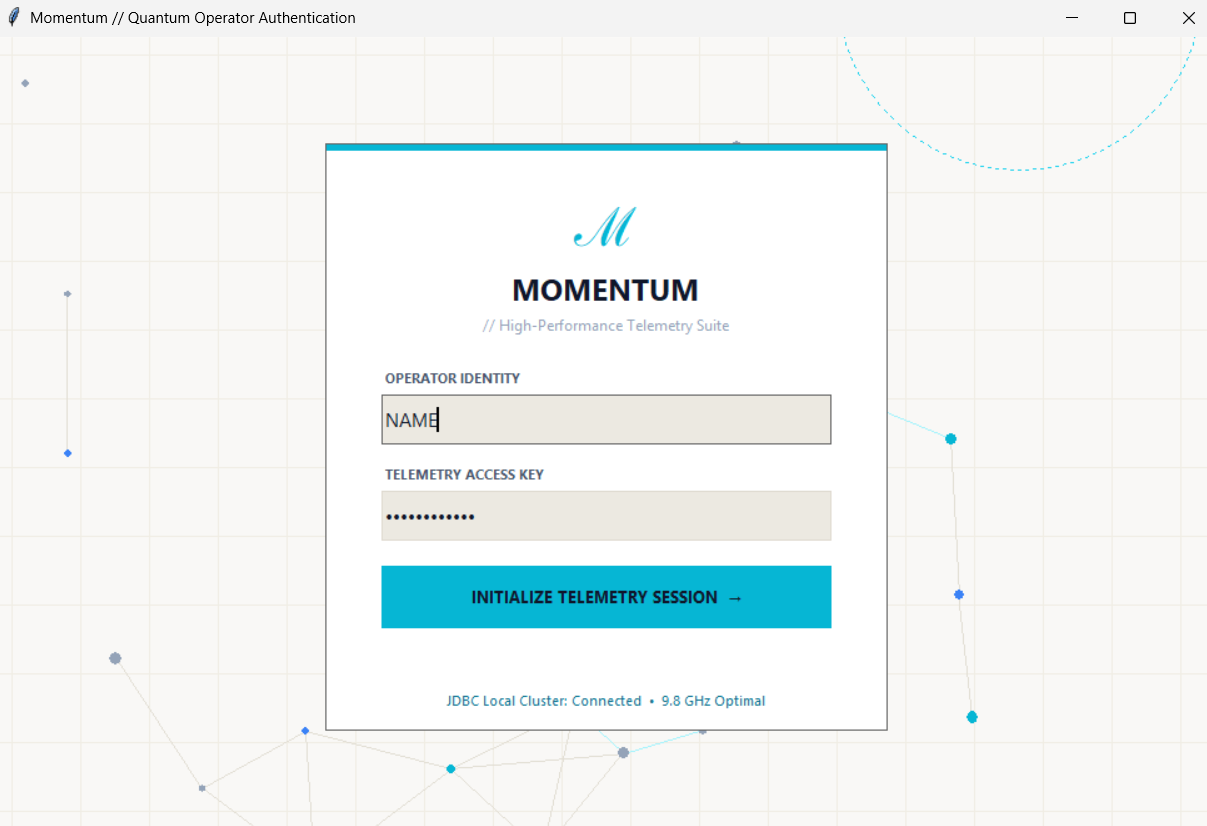 Momentum // Quantum Operator Authentication
ℳ
MOMENTUM
// High-Performance Telemetry Suite
OPERATOR IDENTITY
NAME
TELEMETRY ACCESS KEY
••••••••••••
INITIALIZE TELEMETRY SESSION →
JDBC Local Cluster: Connected • 9.8 GHz Optimal